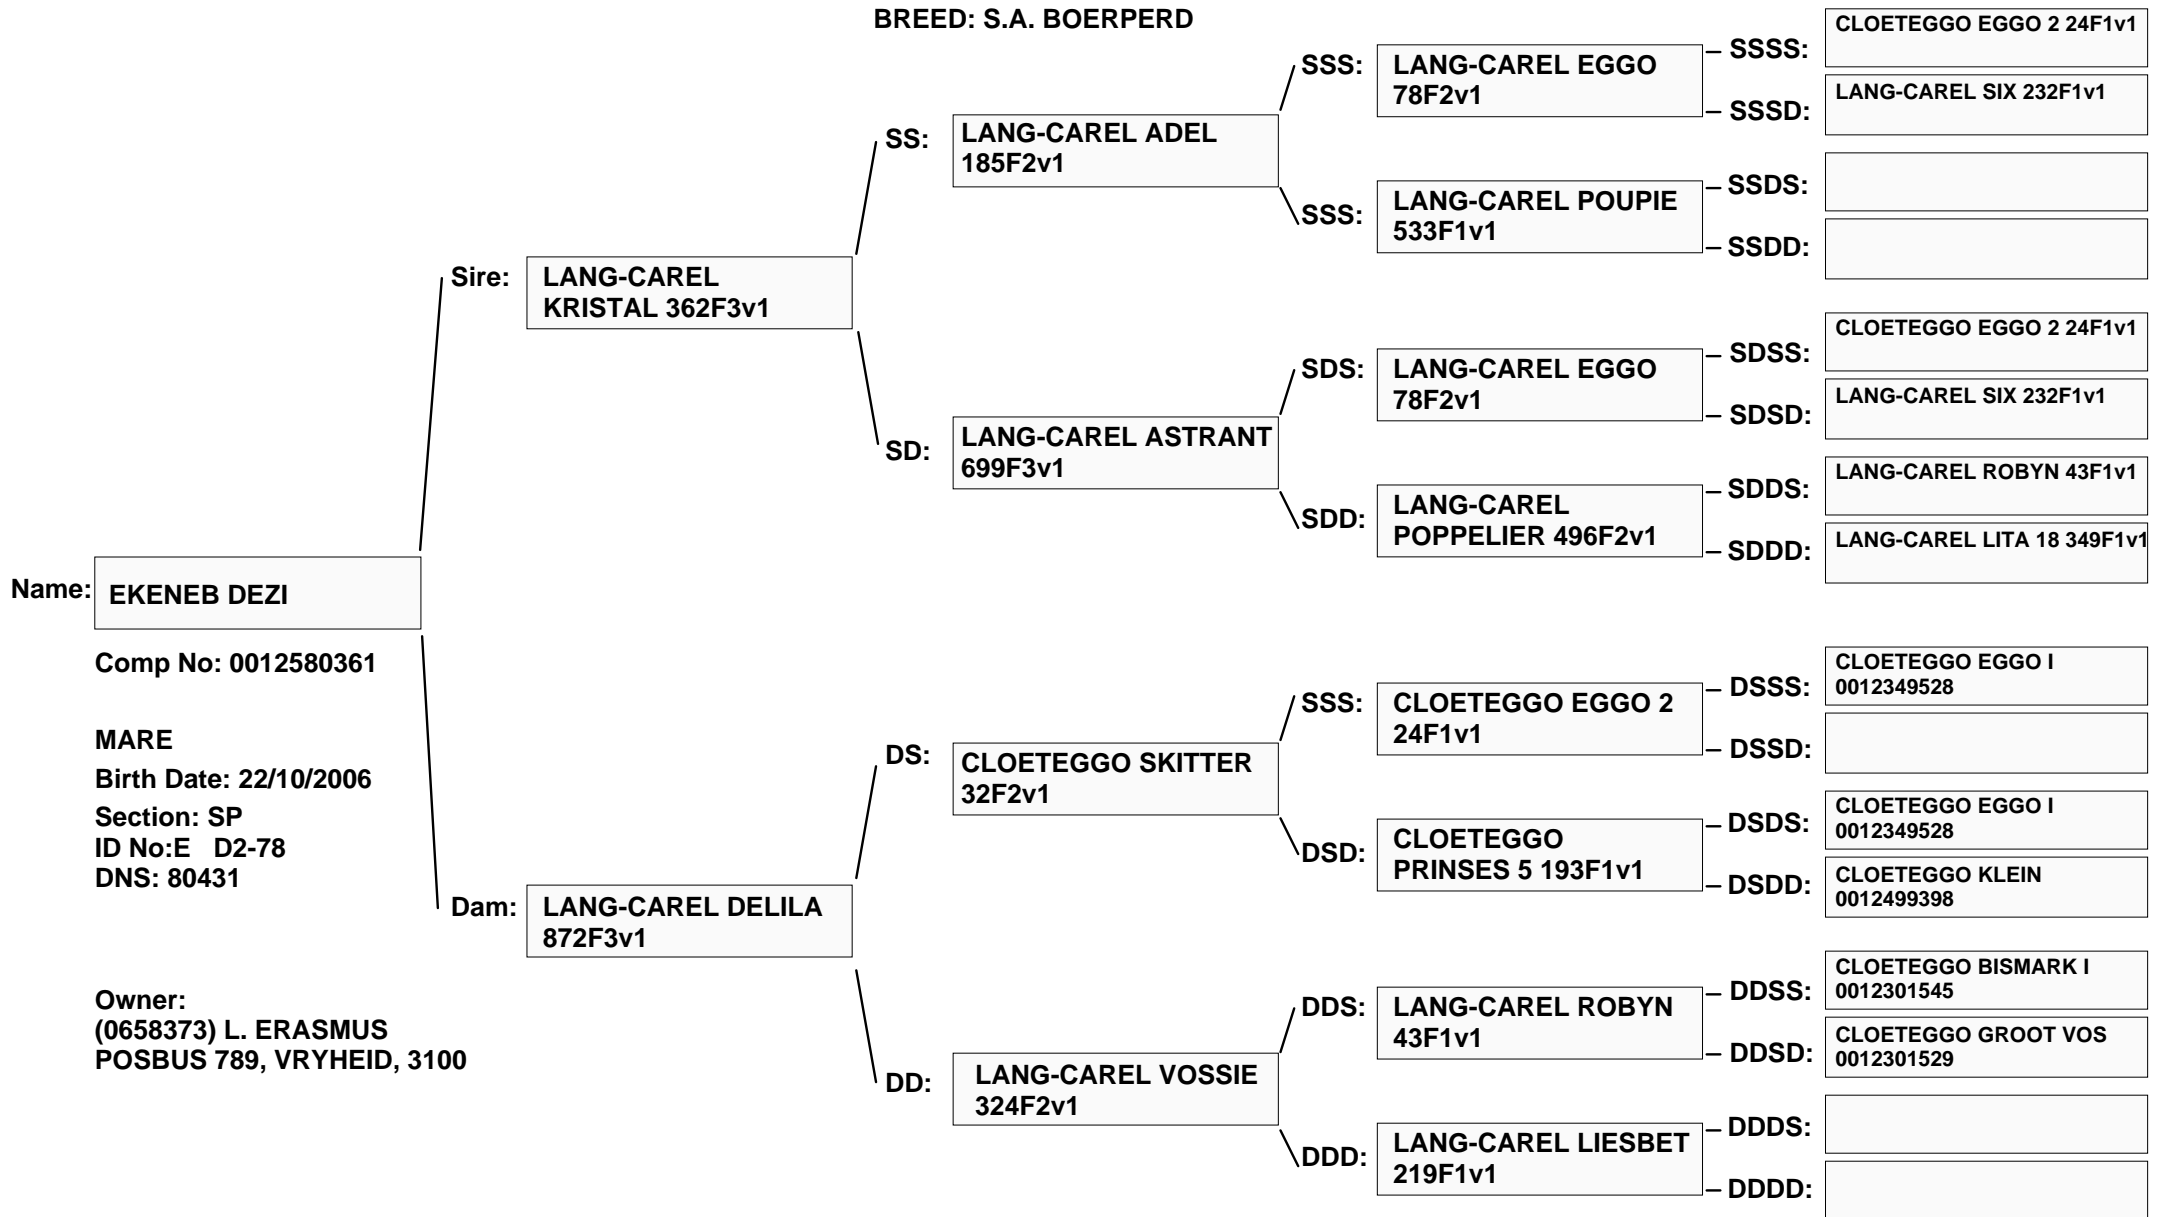 BREED: S.A. BOERPERD
Name:
EKENEB DEZI
Comp No: 0012580361
MARE
Birth Date: 22/10/2006
Section: SP
ID No:E   D2-78
DNS: 80431
Owner:
(0658373) L. ERASMUS
POSBUS 789, VRYHEID, 3100
Sire:
LANG-CAREL
KRISTAL 362F3v1
Dam:
LANG-CAREL DELILA
872F3v1
SS:
LANG-CAREL ADEL
185F2v1
SD:
LANG-CAREL ASTRANT
699F3v1
DS:
CLOETEGGO SKITTER
32F2v1
DD:
LANG-CAREL VOSSIE
324F2v1
SSS:
LANG-CAREL EGGO
78F2v1
SSS:
LANG-CAREL POUPIE
533F1v1
SDS:
LANG-CAREL EGGO
78F2v1
SDD:
LANG-CAREL
POPPELIER 496F2v1
SSS:
CLOETEGGO EGGO 2
24F1v1
DSD:
CLOETEGGO
PRINSES 5 193F1v1
DDS:
LANG-CAREL ROBYN
43F1v1
DDD:
LANG-CAREL LIESBET
219F1v1
SSSS:
CLOETEGGO EGGO 2 24F1v1
SSSD:
LANG-CAREL SIX 232F1v1
SSDS:
SSDD:
SDSS:
CLOETEGGO EGGO 2 24F1v1
SDSD:
LANG-CAREL SIX 232F1v1
SDDS:
LANG-CAREL ROBYN 43F1v1
SDDD:
LANG-CAREL LITA 18 349F1v1
DSSS:
CLOETEGGO EGGO I
0012349528
DSSD:
DSDS:
CLOETEGGO EGGO I
0012349528
DSDD:
CLOETEGGO KLEIN
0012499398
DDSS:
CLOETEGGO BISMARK I
0012301545
DDSD:
CLOETEGGO GROOT VOS
0012301529
DDDS:
DDDD: